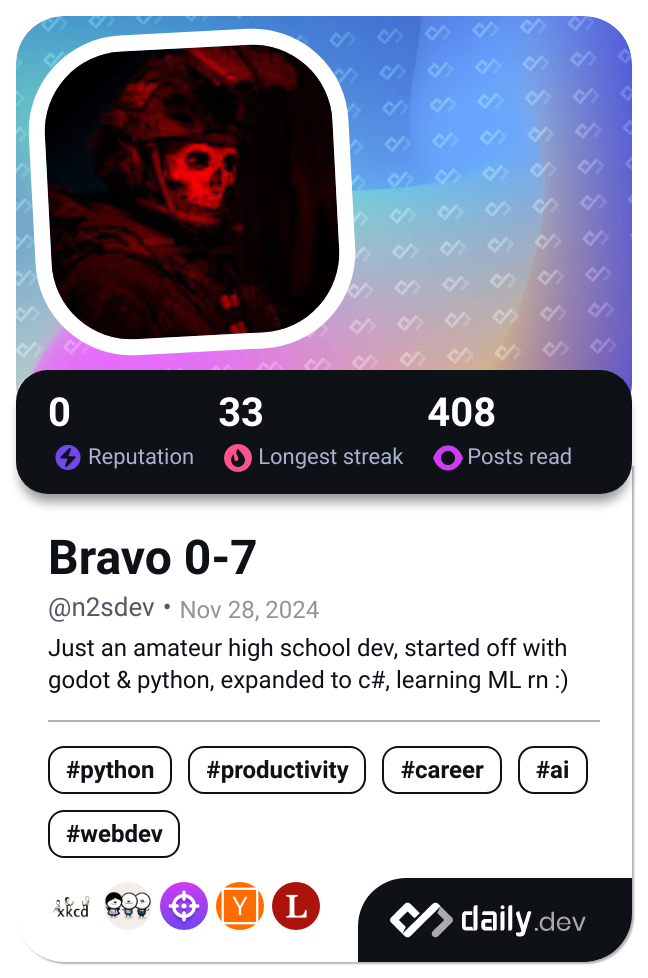 0 33 408
Reputation Longest streak Posts read
Bravo 0-7
@n2sdev • Nov 28, 2024
Just an amateur high school dev, started off with
godot & python, expanded to c#, learning ML rn :)
#python #productivity #career #ai
#webdev
xkcd Y L
daily.dev